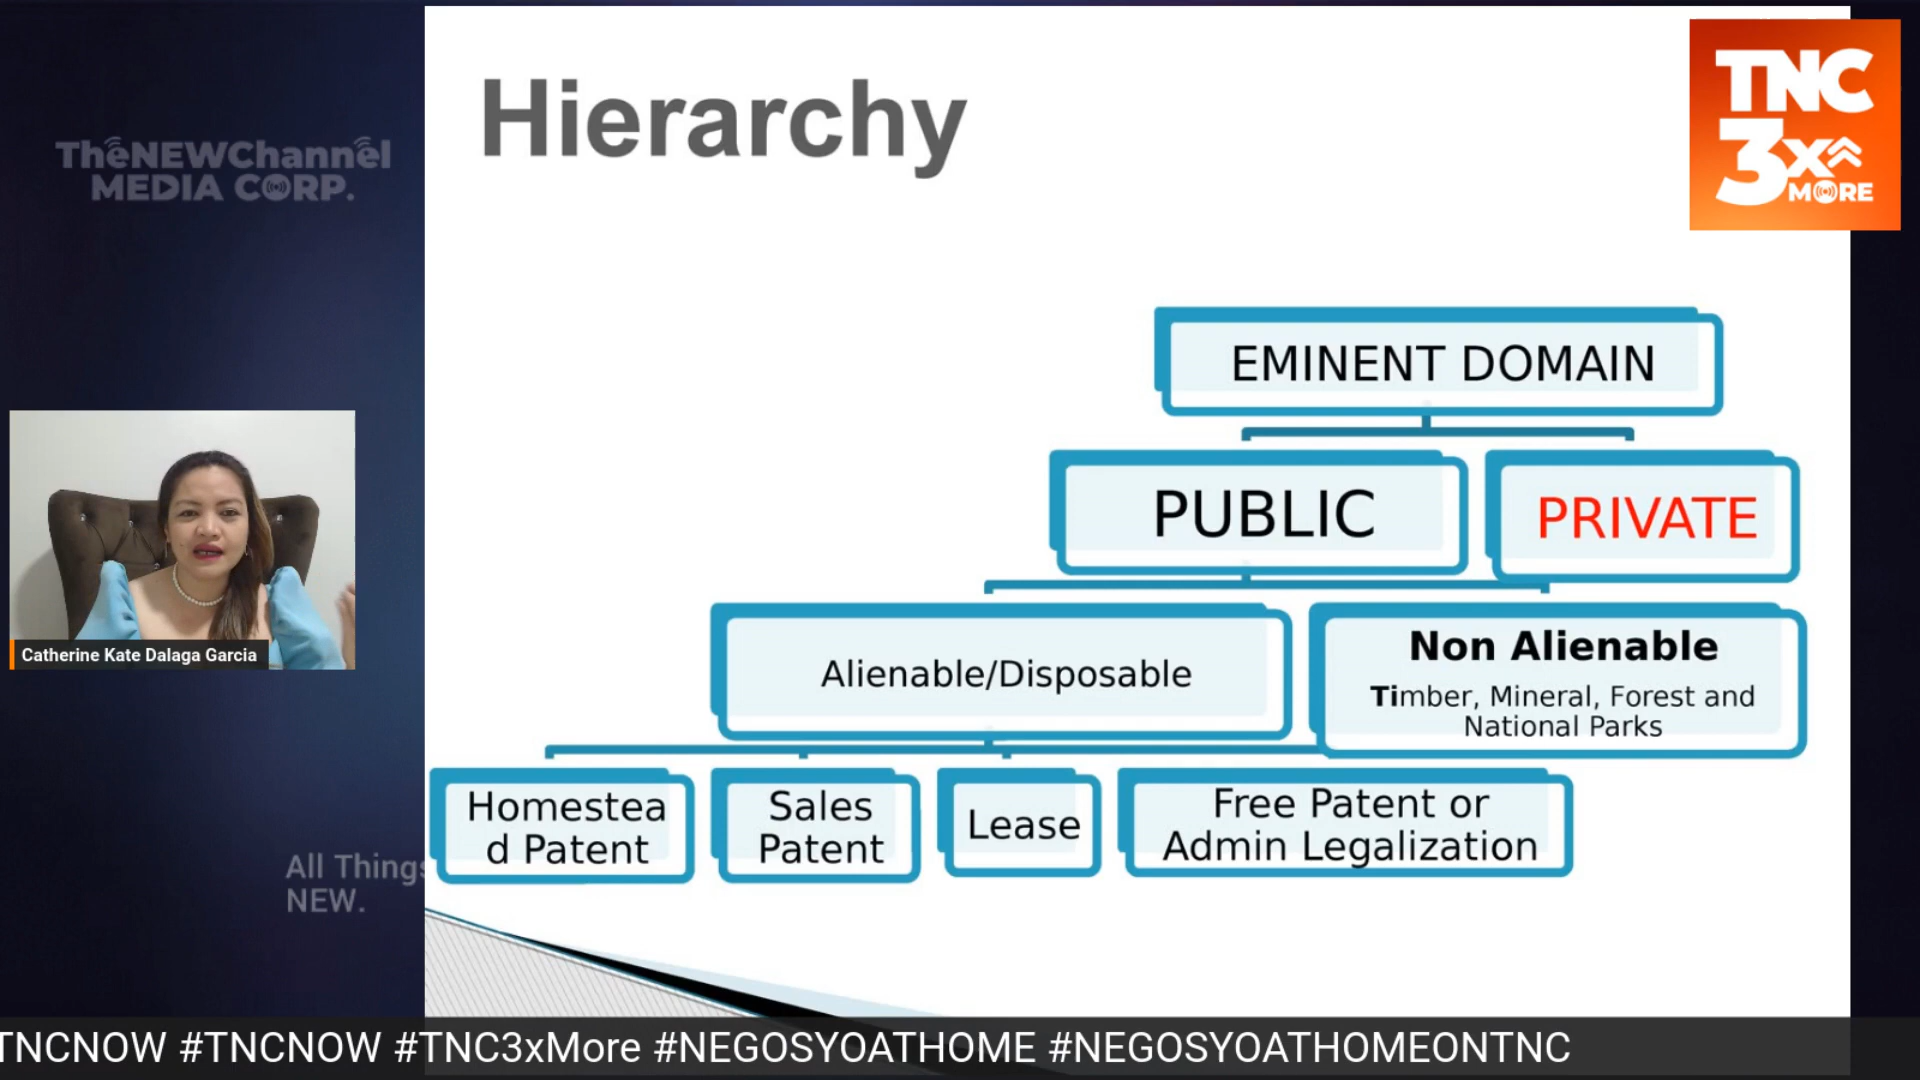 Hierarchy
TNC
3x
MORE
TheNEWChannel
MEDIA CORP.
EMINENT DOMAIN
PUBLIC
PRIVATE
Alienable/Disposable
Non Alienable
Timber, Mineral, Forest and
National Parks
Catherine Kate Dalaga Garcia
Homestea
d Patent
Sales
Patent
Lease
Free Patent or
Admin Legalization
All Things
NEW.
TNCNOW #TNCNOW #TNC3xMore #NEGOSYOATHOME #NEGOSYOATHOMEONTNC